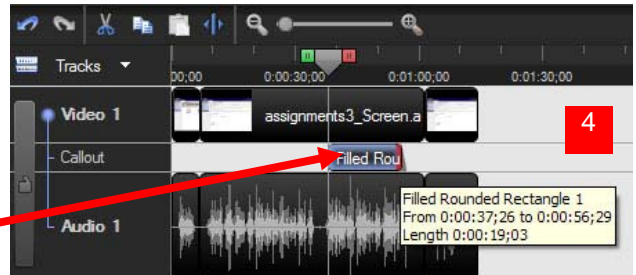 Tracks
00;00 0:00:30;00 0:01:00;00 0:01:30;00
Video 1
assignments3_Screen.a
4
Callout
Filled Rou
Filled Rounded Rectangle 1
From 0:00:37;26 to 0:00:56;29
Length 0:00:19;03
Audio 1